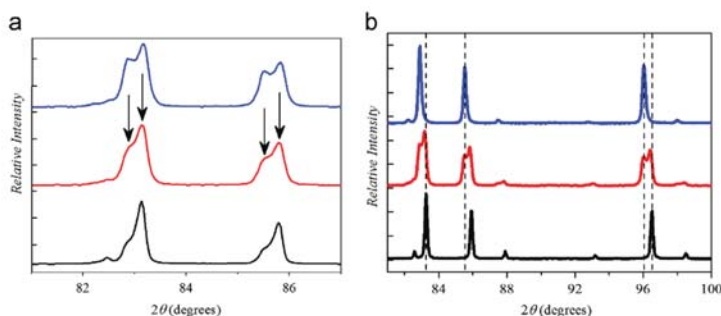 a
Relative Intensity
82
84
86
2θ (degrees)
b
Relative Intensity
84
88
92
96
100
2θ (degrees)